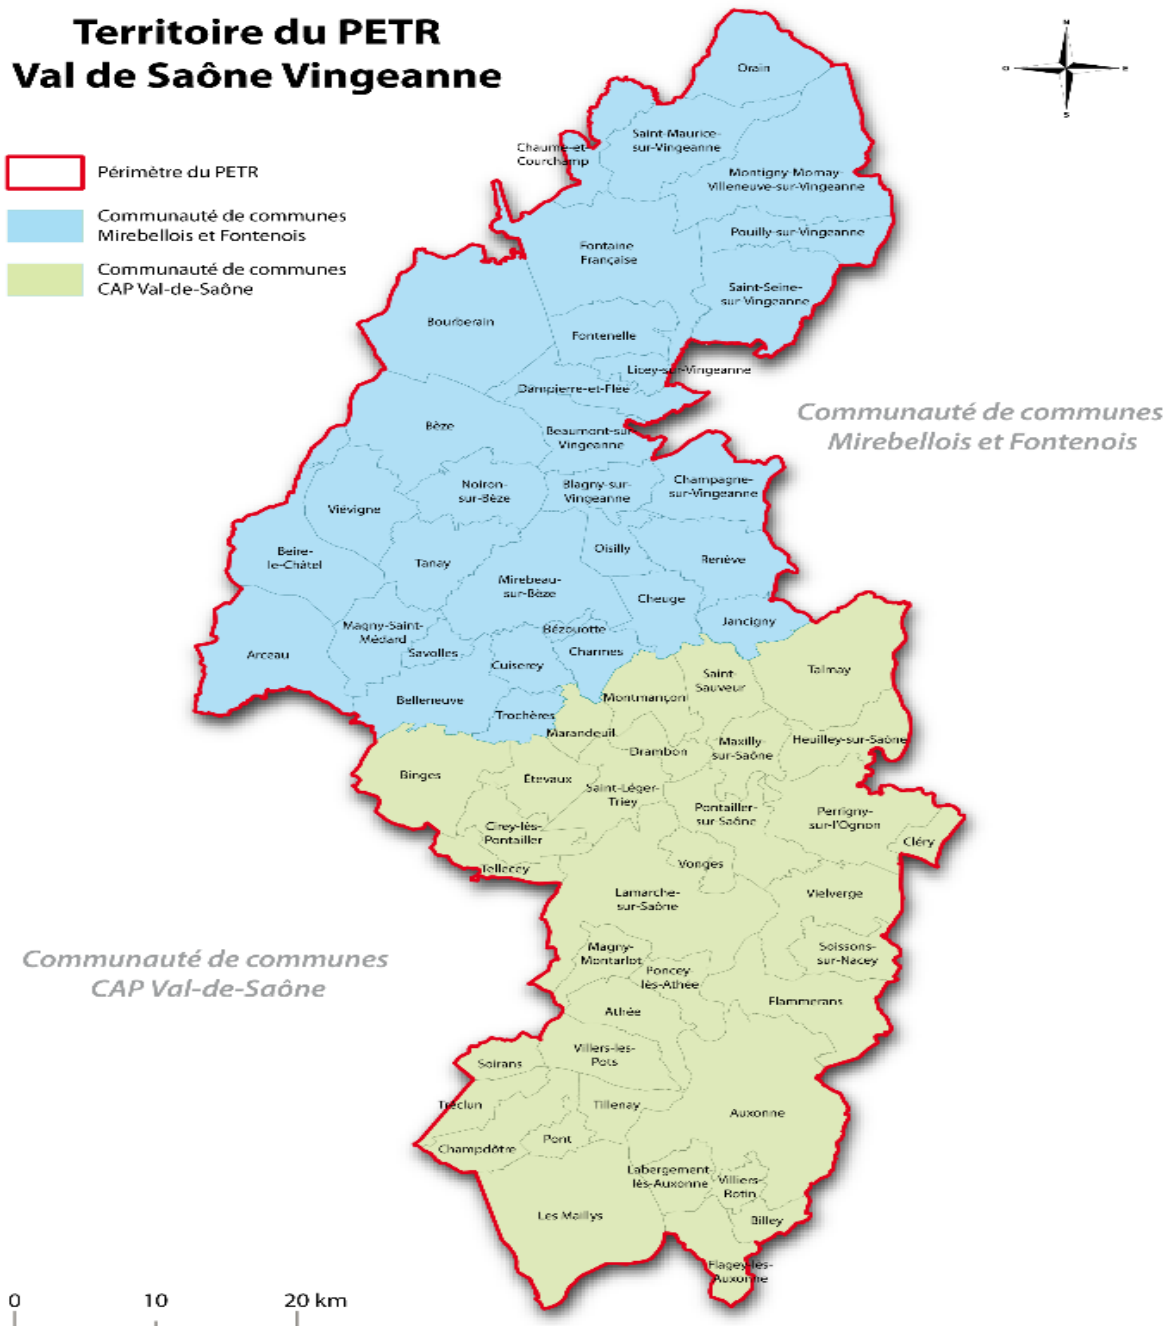 Territoire du PETR
Val de Saône Vingeanne
N
O
E
S
Périmètre du PETR
Communauté de communes
Mirebellois et Fontenois
Communauté de communes
CAP Val-de-Saône
Orain
Saint-Maurice-
sur-Vingeanne
Chaume-et-
Courchamp
Montigny-Mornay-
Villeneuve-sur-Vingeanne
Pouilly-sur-Vingeanne
Fontaine
Française
Saint-Seine-
sur Vingeanne
Bourberain
Fontenelle
Licey-sur-Vingeanne
Dampierre-et-Flée
Communauté de communes
Mirebellois et Fontenois
Bèze
Beaumont-sur-
Vingeanne
Noiron-
sur-Bèze
Blagny-sur-
Vingeanne
Champagne-
sur-Vingeanne
Viévigne
Beire-
le-Châtel
Tanay
Oisilly
Renève
Mirebeau-
sur-Bèze
Cheuge
Jancigny
Magny-Saint-
Médard
Bézouotte
Arceau
Savolles
Charmes
Cuiserey
Talmay
Saint-
Sauveur
Belleneuve
Montmançon
Trochères
Marandeuil
Drambon
Maxilly-
sur-Saône
Heuilley-sur-Saône
Binges
Étevaux
Saint-Léger-
Triey
Pontailler-
sur-Saône
Perrigny-
sur-l'Ognon
Cirey-lès-
Pontailler
Cléry
Tellecey
Vonges
Lamarche-
sur-Saône
Vielverge
Magny-
Montarlot
Soissons-
sur-Nacey
Communauté de communes
CAP Val-de-Saône
Poncey
lès-Athée
Flammerans
Athée
Villers-les-
Pots
Soirans
Tréclun
Tillenay
Auxonne
Pont
Champdôtre
Labergement
lès-Auxonne
Villiers-
Rotin
Les Maillys
Billey
Flagey-lès-
Auxonne
0 10 20 km